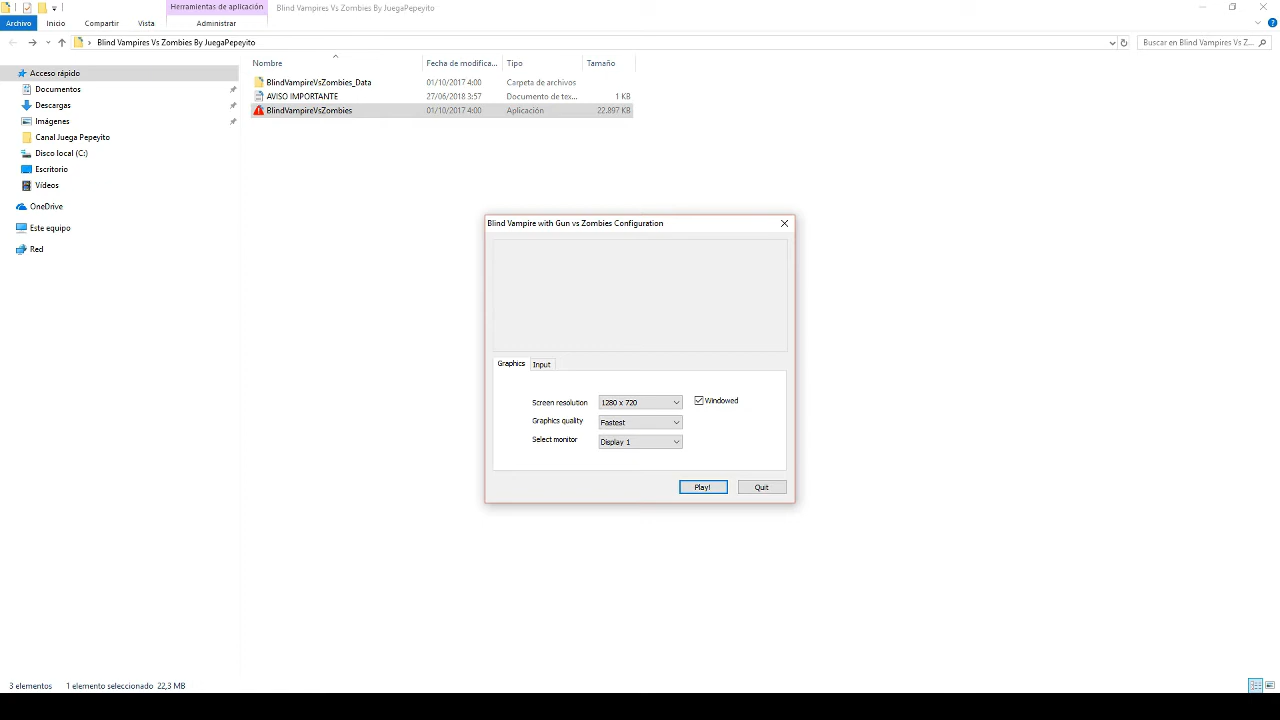 Herramientas de aplicación
Blind Vampires Vs Zombies By JuegaPepeyito
Archivo
Inicio
Compartir
Vista
Administrar
Blind Vampires Vs Zombies By JuegaPepeyito
Buscar en Blind Vampires Vs Z...
Nombre
Fecha de modifica...
Tipo
Tamaño
Acceso rápido
Documentos
Descargas
Imágenes
Canal Juega Pepeyito
Disco local (C:)
Escritorio
Vídeos
OneDrive
Este equipo
Red
BlindVampireVsZombies_Data
01/10/2017 4:00
Carpeta de archivos
AVISO IMPORTANTE
27/06/2018 3:57
Documento de tex...
1 KB
BlindVampireVsZombies
01/10/2017 4:00
Aplicación
22.897 KB
Blind Vampire with Gun vs Zombies Configuration
Graphics
Input
Screen resolution
1280 x 720
Windowed
Graphics quality
Fastest
Select monitor
Display 1
Play!
Quit
3 elementos
1 elemento seleccionado 22,3 MB